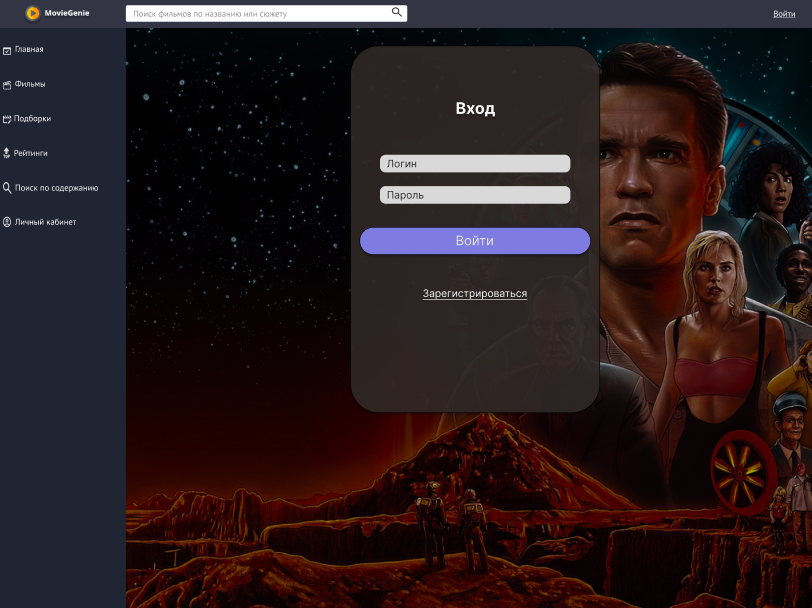 MovieGenie
Поиск фильмов по названию или сюжету
Войти
Главная
Фильмы
Подборки
Рейтинги
Поиск по содержанию
Личный кабинет
Вход
Логин
Пароль
Войти
Зарегистрироваться